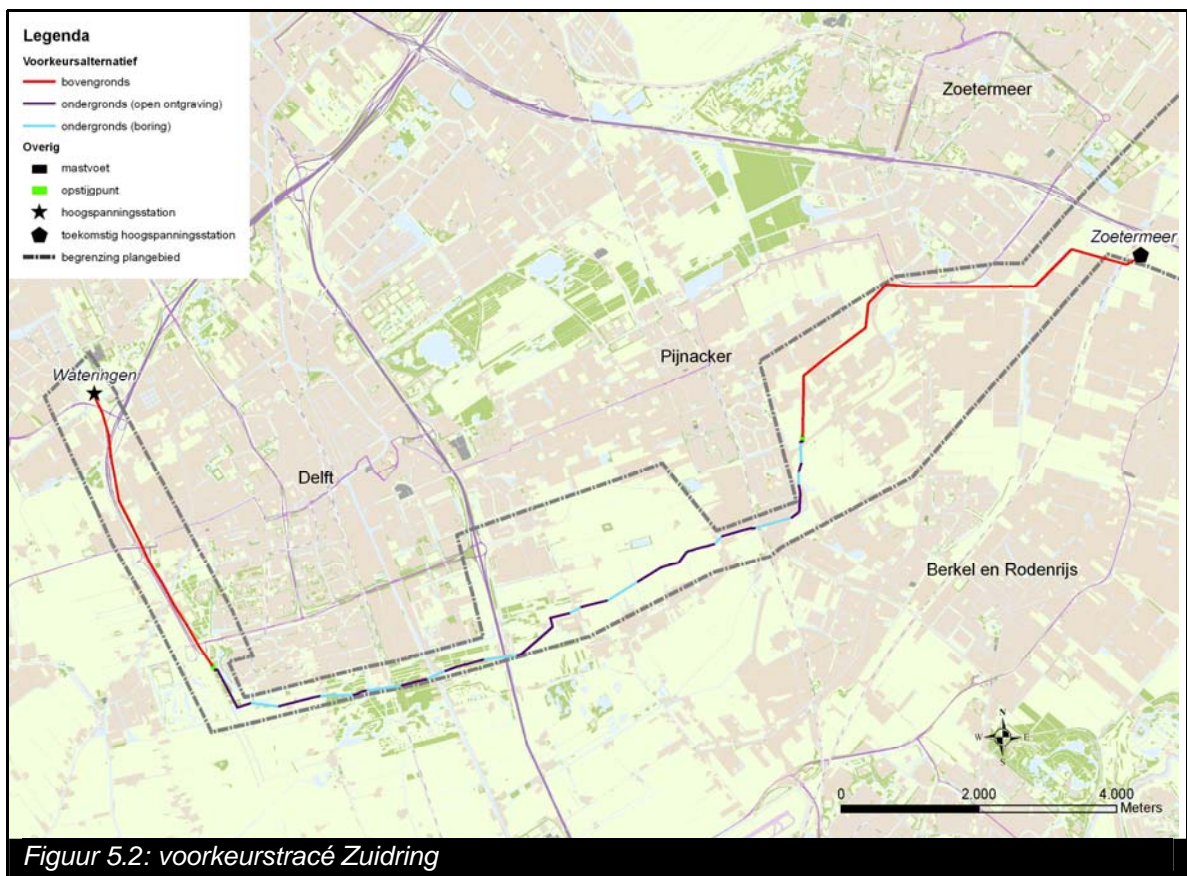 Legenda
Voorkeursalternatief
bovengronds
ondergronds (open ontgraving)
ondergronds (boring)
Overig
mastvoet
opstijgpunt
hoogspanningsstation
toekomstig hoogspanningsstation
begrenzing plangebied
Zoetermeer
Zoetermeer
Pijnacker
Wateringen
Delft
Berkel en Rodenrijs
N
W E
S
0 2.000 4.000
Meters
Figuur 5.2: voorkeurstracé Zuidring